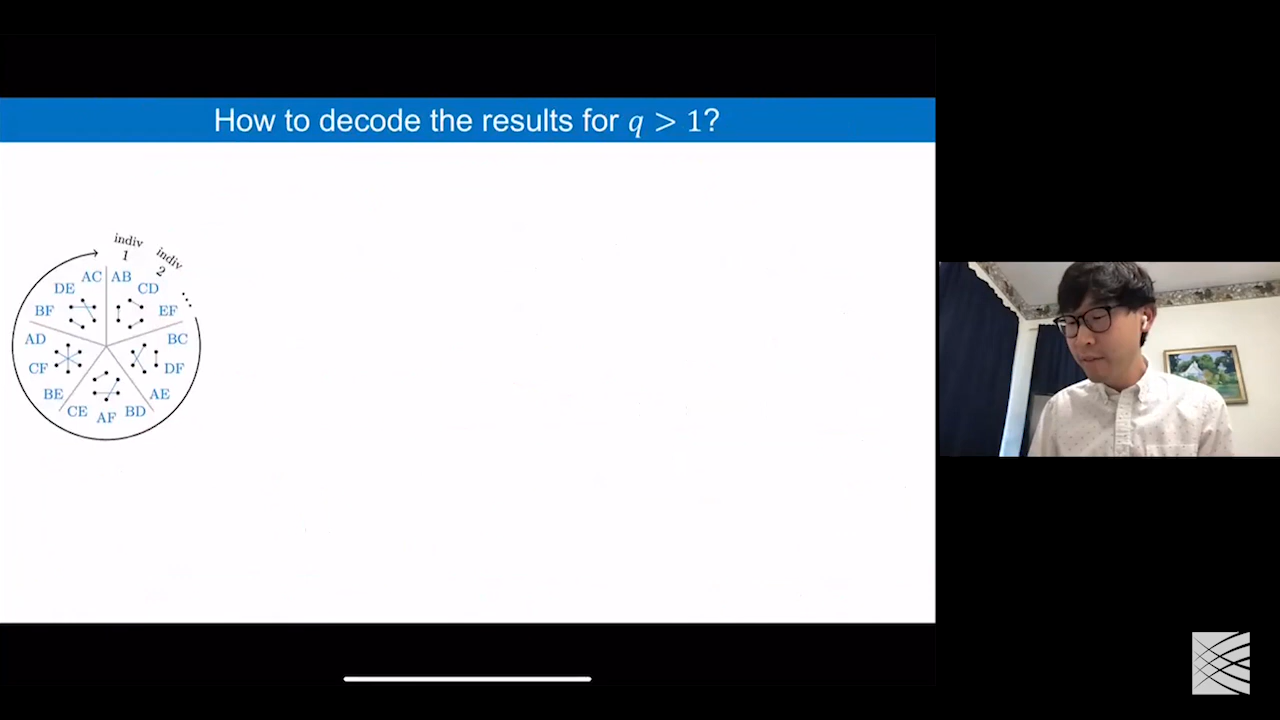 How to decode the results for q > 1?
indiv
1
indiv
2
...
AC AB
DE CD
BF EF
AD BC
CF DF
BE AE
CE AF BD